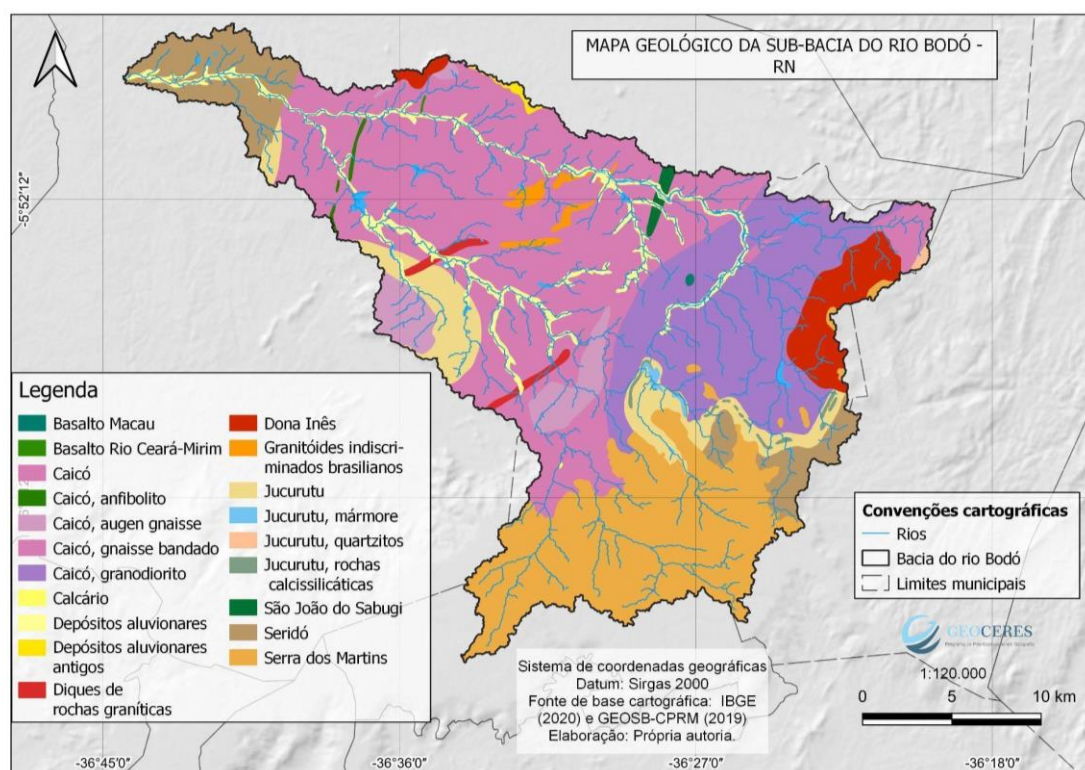 MAPA GEOLÓGICO DA SUB-BACIA DO RIO BODÓ -
RN
-5°52'12"
Legenda
Basalto Macau
Basalto Rio Ceará-Mirim
Caicó
Caicó, anfibolito
Caicó, augen gnaisse
Caicó, gnaisse bandado
Caicó, granodiorito
Calcário
Depósitos aluvionares
Depósitos aluvionares
antigos
Diques de
rochas graníticas
Dona Inês
Granitóides indiscri-
minados brasilianos
Jucurutu
Jucurutu, mármore
Jucurutu, quartzitos
Jucurutu, rochas
calcissilicáticas
São João do Sabugi
Seridó
Serra dos Martins
Convenções cartográficas
Rios
Bacia do rio Bodó
Limites municipais
GEOCERES
Sistema de coordenadas geográficas
Datum: Sirgas 2000
Fonte de base cartográfica: IBGE
(2020) e GEOSB-CPRM (2019)
Elaboração: Própria autoria.
1:120.000
0 5 10 km
-36°45'0" -36°36'0" -36°27'0" -36°18'0"